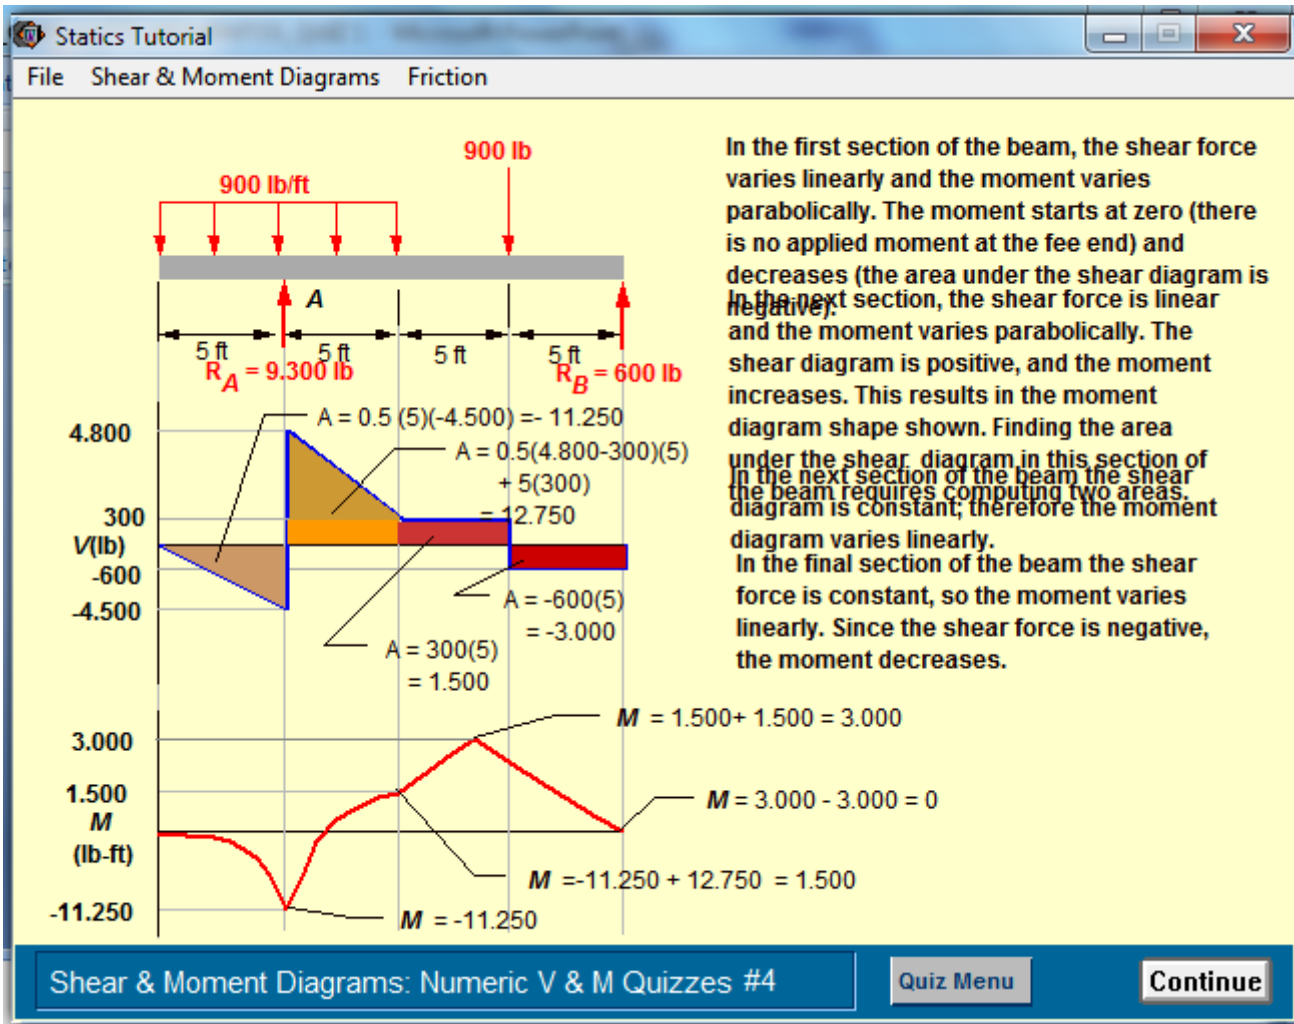 Statics Tutorial
File Shear & Moment Diagrams Friction
900 lb
900 lb/ft
A
5 ft
5 ft
5 ft
5 ft
RA = 9.300 lb
RB = 600 lb
4.800
300
V(lb)
-600
-4.500
A = 0.5 (5)(-4.500) =- 11.250
A = 0.5(4.800-300)(5)
+ 5(300)
= 12.750
A = -600(5)
= -3.000
A = 300(5)
= 1.500
3.000
1.500
M
(lb-ft)
-11.250
M = 1.500+ 1.500 = 3.000
M = 3.000 - 3.000 = 0
M =-11.250 + 12.750 = 1.500
M = -11.250
In the first section of the beam, the shear force
varies linearly and the moment varies
parabolically. The moment starts at zero (there
is no applied moment at the fee end) and
decreases (the area under the shear diagram is
negative).
In the next section, the shear force is linear
and the moment varies parabolically. The
shear diagram is positive, and the moment
increases. This results in the moment
diagram shape shown. Finding the area
under the shear diagram in this section of
the beam requires computing two areas.
In the next section of the beam the shear
diagram is constant; therefore the moment
diagram varies linearly.
In the final section of the beam the shear
force is constant, so the moment varies
linearly. Since the shear force is negative,
the moment decreases.
Shear & Moment Diagrams: Numeric V & M Quizzes #4
Quiz Menu
Continue